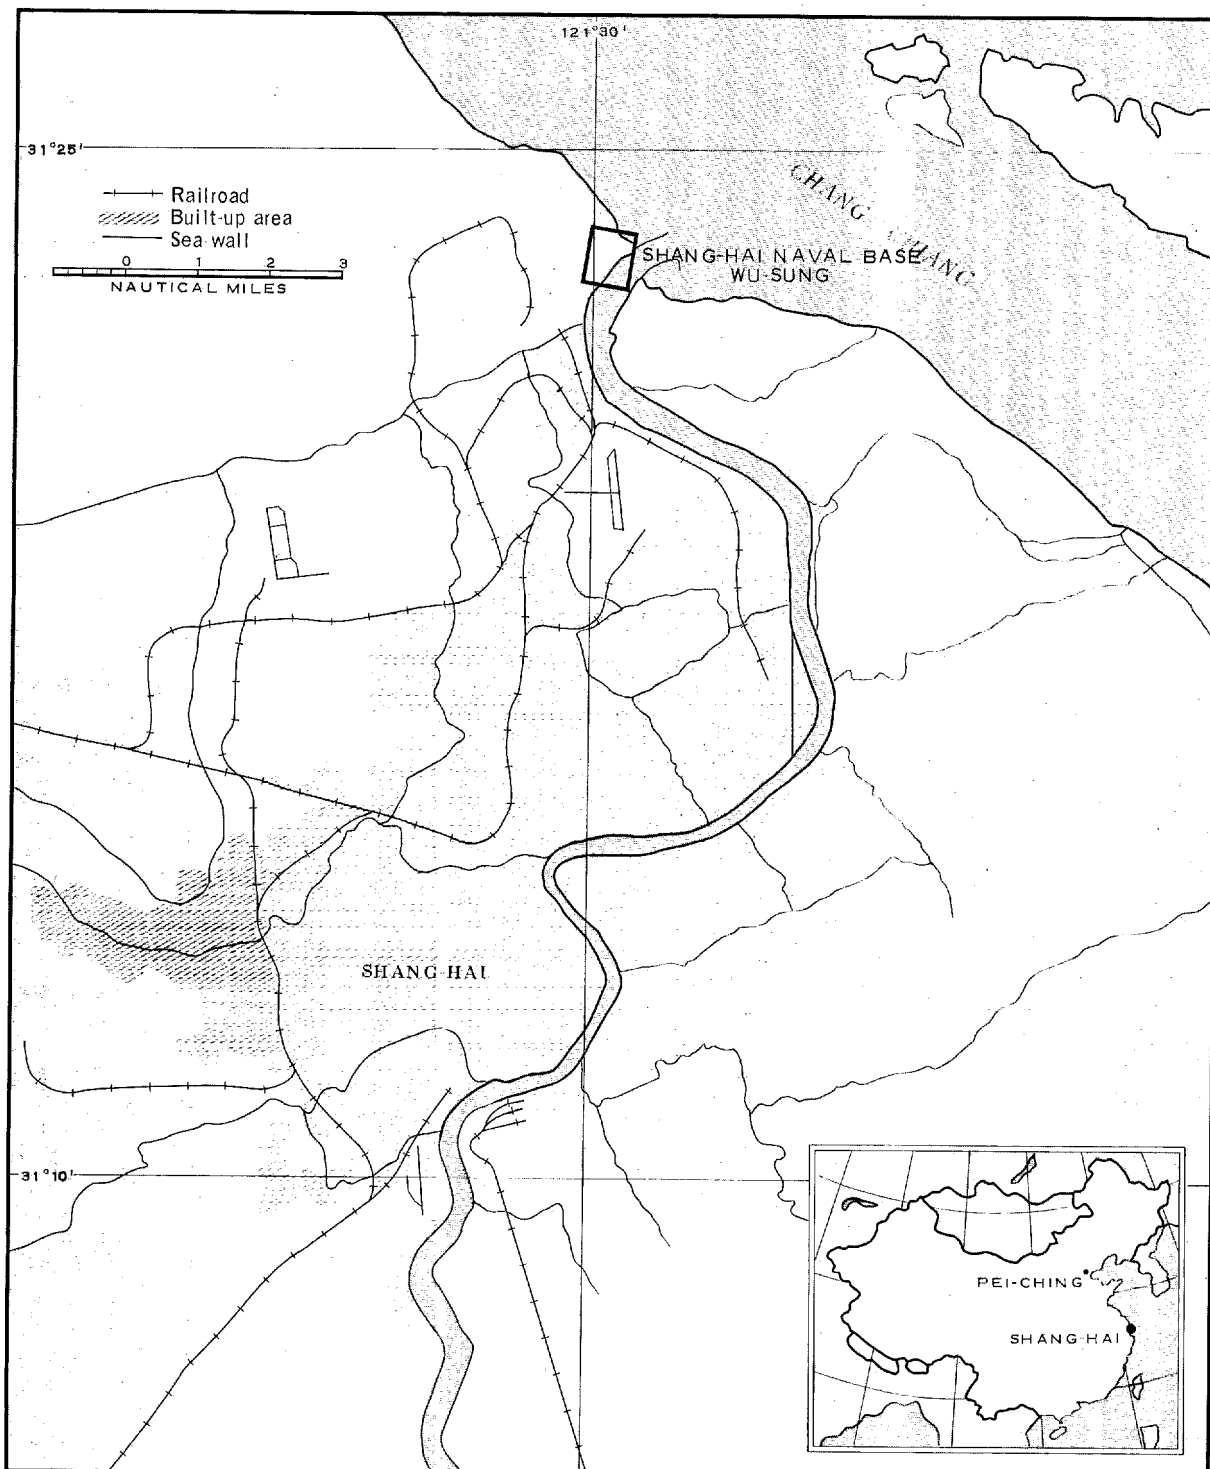 121°30'
31°25'
Railroad
Built-up area
Sea wall
0 1 2 3
NAUTICAL MILES
CHANG CHIANG
SHANG-HAI NAVAL BASE
WU-SUNG
SHANG-HAI
31°10'
PEI-CHING
SHANG HAI